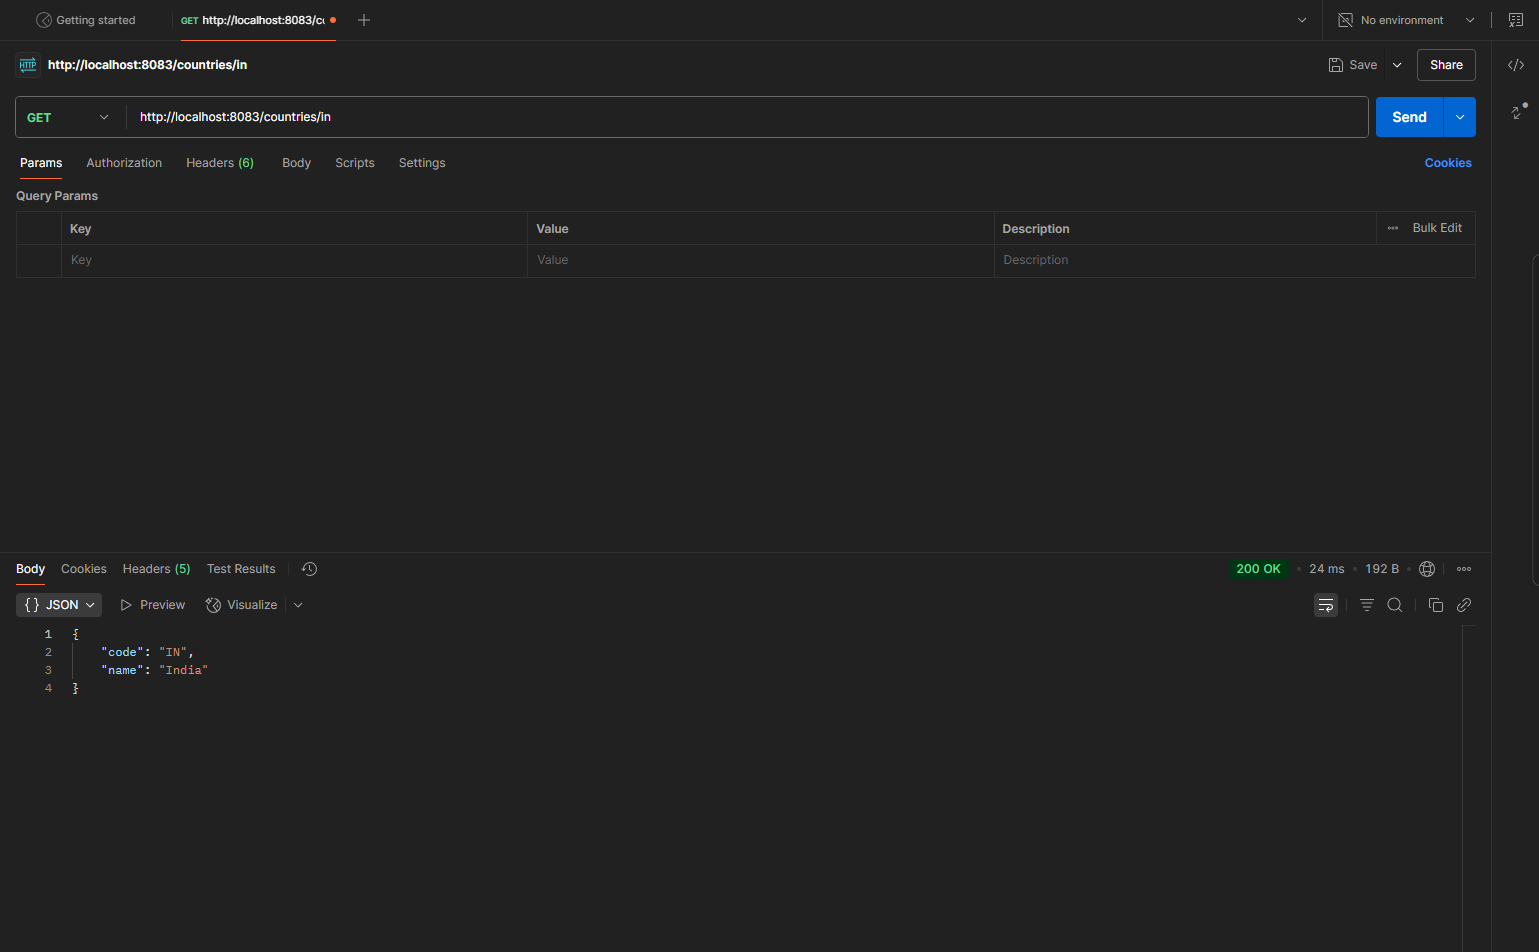 Getting started
GET http://localhost:8083/co
No environment
HTTP http://localhost:8083/countries/in
Save
Share
GET
http://localhost:8083/countries/in
Send
Params Authorization Headers (6) Body Scripts Settings
Cookies
Query Params
Key Value Description
Bulk Edit
Key Value Description
Body Cookies Headers (5) Test Results
200 OK • 24 ms • 192 B •
{} JSON Preview Visualize
1 {
2 "code": "IN",
3 "name": "India"
4 }